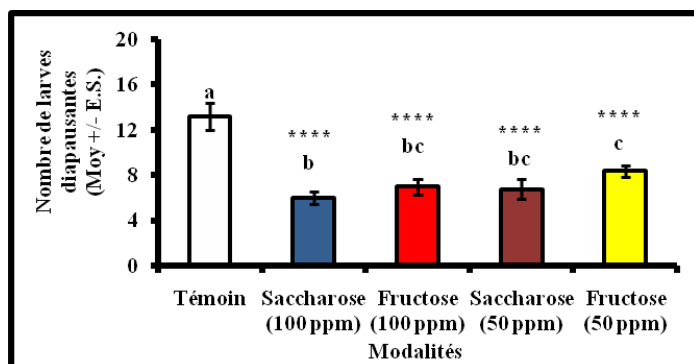 Nombre de larves
diapausantes
(Moy +/- E.S.)
20
16
12
8
4
0
a
****
b
****
bc
****
bc
****
c
Témoin
Saccharose
(100 ppm)
Fructose
(100 ppm)
Saccharose
(50 ppm)
Fructose
(50 ppm)
Modalités